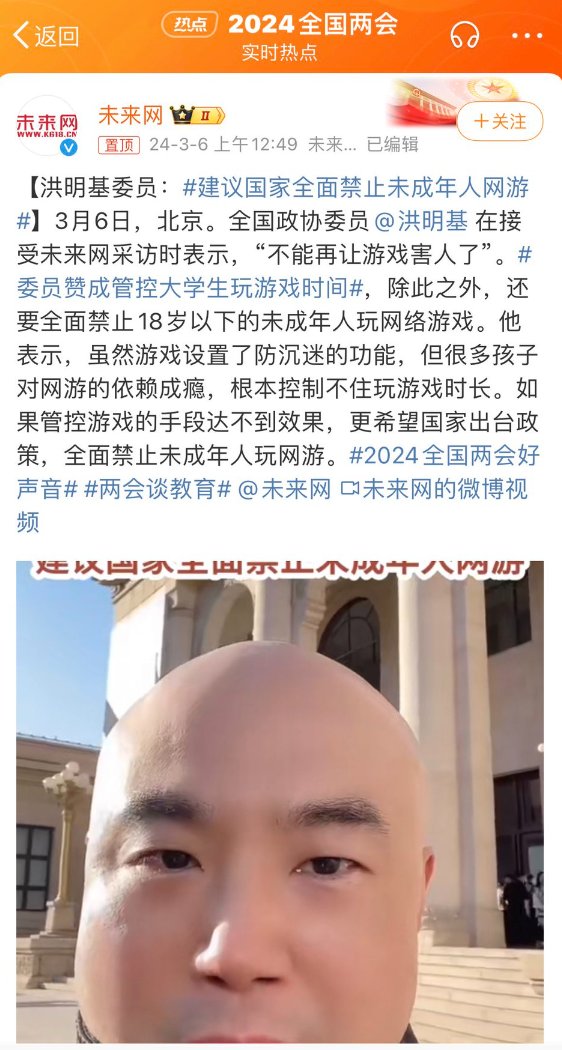 返回
热点 2024全国两会
实时热点
未来网
WWW.K618.CN
未来网 II
置顶 24-3-6 上午12:49 未来... 已编辑
＋关注
【洪明基委员：#建议国家全面禁止未成年人网游
#】3月6日，北京。全国政协委员@洪明基 在接
受未来网采访时表示，“不能再让游戏害人了”。#
委员赞成管控大学生玩游戏时间#，除此之外，还
要全面禁止18岁以下的未成年人玩网络游戏。他
表示，虽然游戏设置了防沉迷的功能，但很多孩子
对网游的依赖成瘾，根本控制不住玩游戏时长。如
果管控游戏的手段达不到效果，更希望国家出台政
策，全面禁止未成年人玩网游。#2024全国两会好
声音# #两会谈教育# @未来网 未来网的微博视
频
建议国家全面禁止未成年人网游